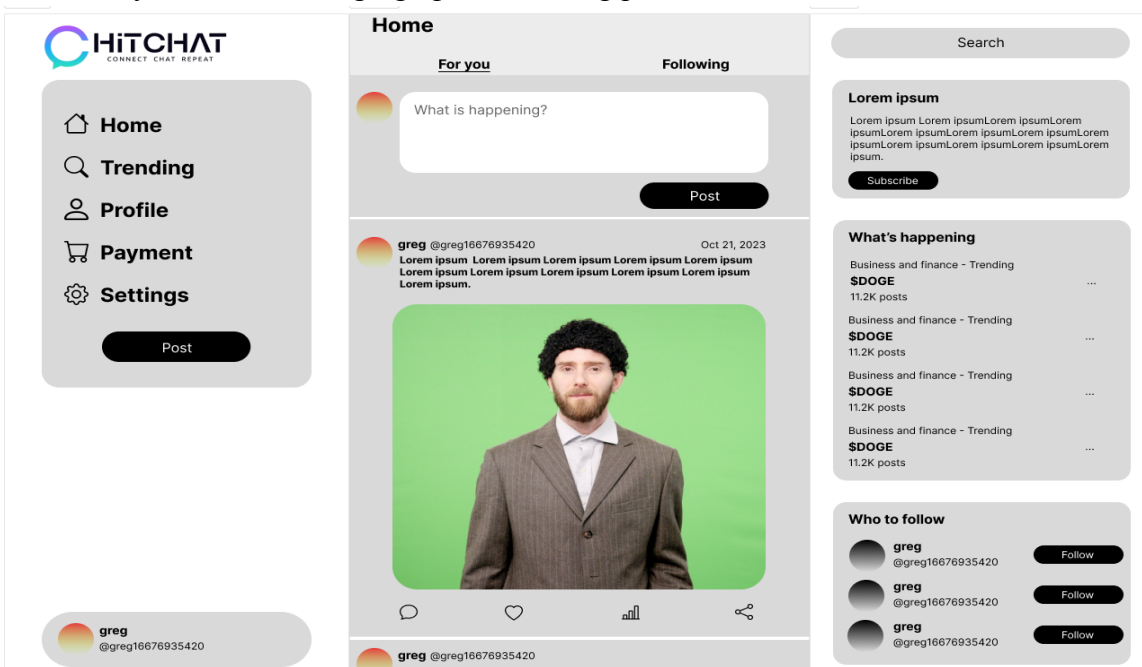 HiTCHΛT
CONNECT CHAT REPEAT
Home
Trending
Profile
Payment
Settings
Post
greg
@greg16676935420
Home
For you
Following
What is happening?
Post
greg @greg16676935420
Oct 21, 2023
Lorem ipsum Lorem ipsum Lorem ipsum Lorem ipsum Lorem ipsum
Lorem ipsum Lorem ipsum Lorem ipsum Lorem ipsum Lorem ipsum
Lorem ipsum.
greg @greg16676935420
Search
Lorem ipsum
Lorem ipsum Lorem ipsumLorem ipsumLorem
ipsumLorem ipsumLorem ipsumLorem ipsumLorem
ipsumLorem ipsumLorem ipsumLorem ipsumLorem
ipsum.
Subscribe
What's happening
Business and finance - Trending
$DOGE
...
11.2K posts
Business and finance - Trending
$DOGE
...
11.2K posts
Business and finance - Trending
$DOGE
...
11.2K posts
Business and finance - Trending
$DOGE
...
11.2K posts
Who to follow
greg
@greg16676935420
Follow
greg
@greg16676935420
Follow
greg
@greg16676935420
Follow